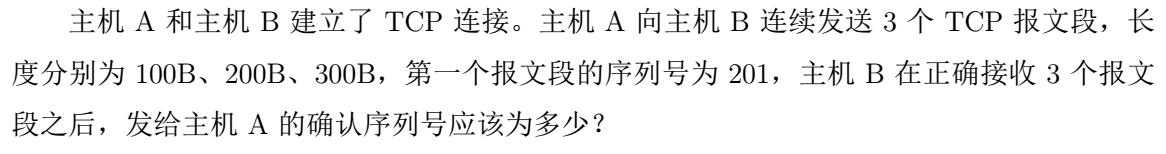 主机 A 和主机 B 建立了 TCP 连接。主机 A 向主机 B 连续发送 3 个 TCP 报文段，长
度分别为 100B、200B、300B，第一个报文段的序列号为 201，主机 B 在正确接收 3 个报文
段之后，发给主机 A 的确认序列号应该为多少？